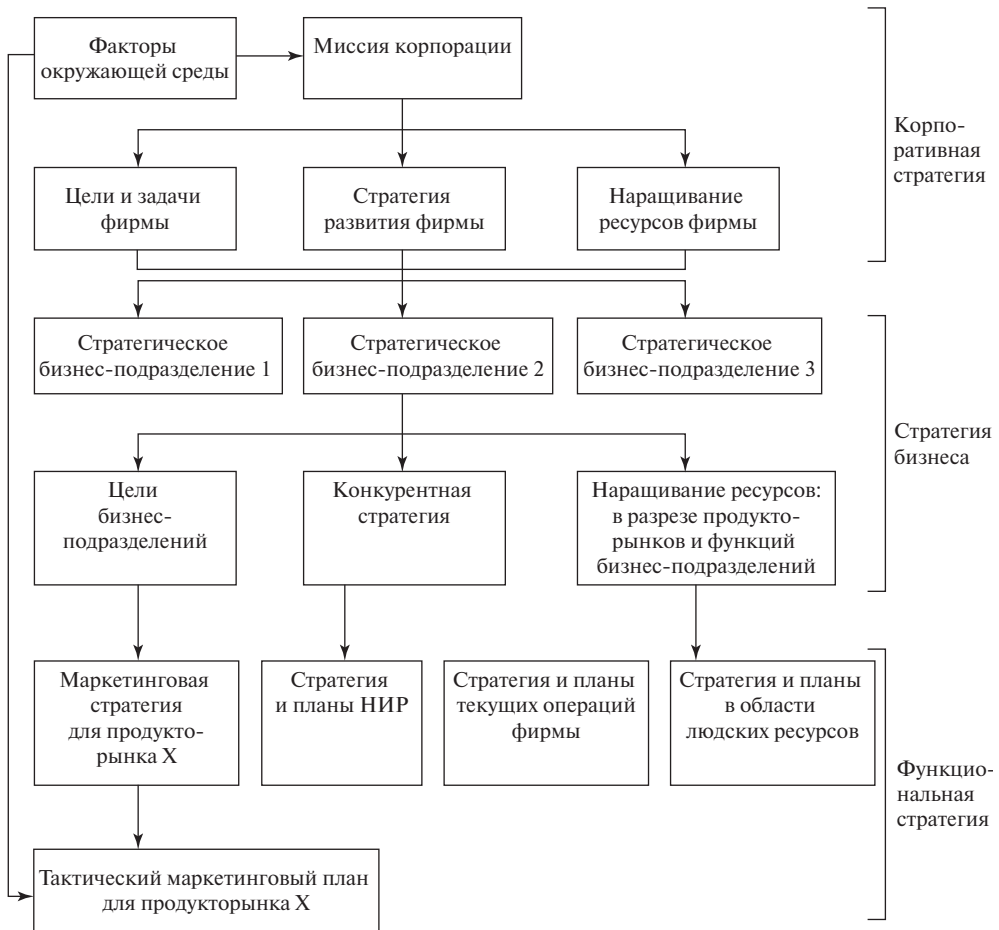 Факторы
окружающей среды
Миссия корпорации
Корпо-
ративная
стратегия
Цели и задачи
фирмы
Стратегия
развития фирмы
Наращивание
ресурсов фирмы
Стратегическое
бизнес-подразделение 1
Стратегическое
бизнес-подразделение 2
Стратегическое
бизнес-подразделение 3
Стратегия
бизнеса
Цели
бизнес-
подразделений
Конкурентная
стратегия
Наращивание ресурсов:
в разрезе продукто-
рынков и функций
бизнес-подразделений
Маркетинговая
стратегия
для продукто-
рынка X
Стратегия
и планы НИР
Стратегия и планы
текущих операций
фирмы
Стратегия и планы
в области
людских ресурсов
Функцио-
нальная
стратегия
Тактический маркетинговый план
для продукторынка X